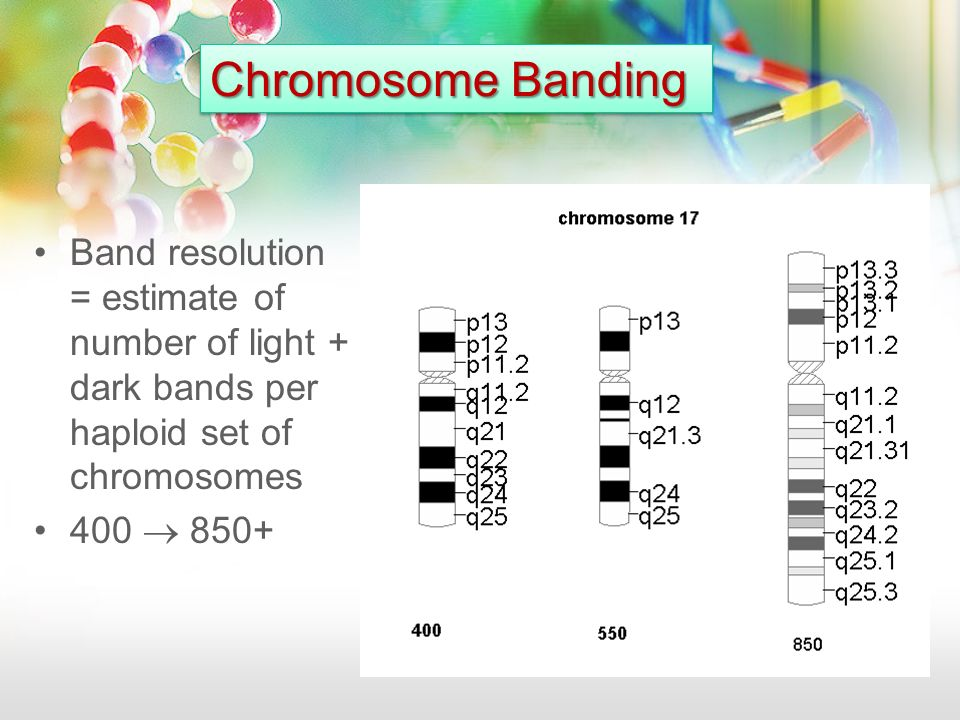 Chromosome Banding
• Band resolution
= estimate of
number of light +
dark bands per
haploid set of
chromosomes
• 400 → 850+
chromosome 17
p13
p12
p11.2
q11.2
q12
q21
q22
q23
q24
q25
400
p13
q12
q21.3
q24
q25
550
p13.3
p13.2
p13.1
p12
p11.2
q11.2
q21.1
q21.31
q22
q23.2
q24.2
q25.1
q25.3
850